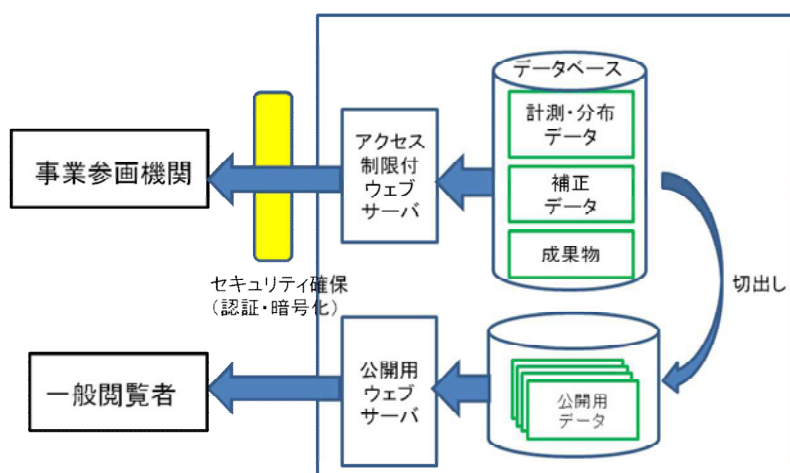 データベース
計測・分布
データ
補正
データ
成果物
アクセス
制限付
ウェブ
サーバ
事業参画機関
セキュリティ確保
(認証・暗号化)
切出し
公開用
データ
公開用
ウェブ
サーバ
一般閲覧者